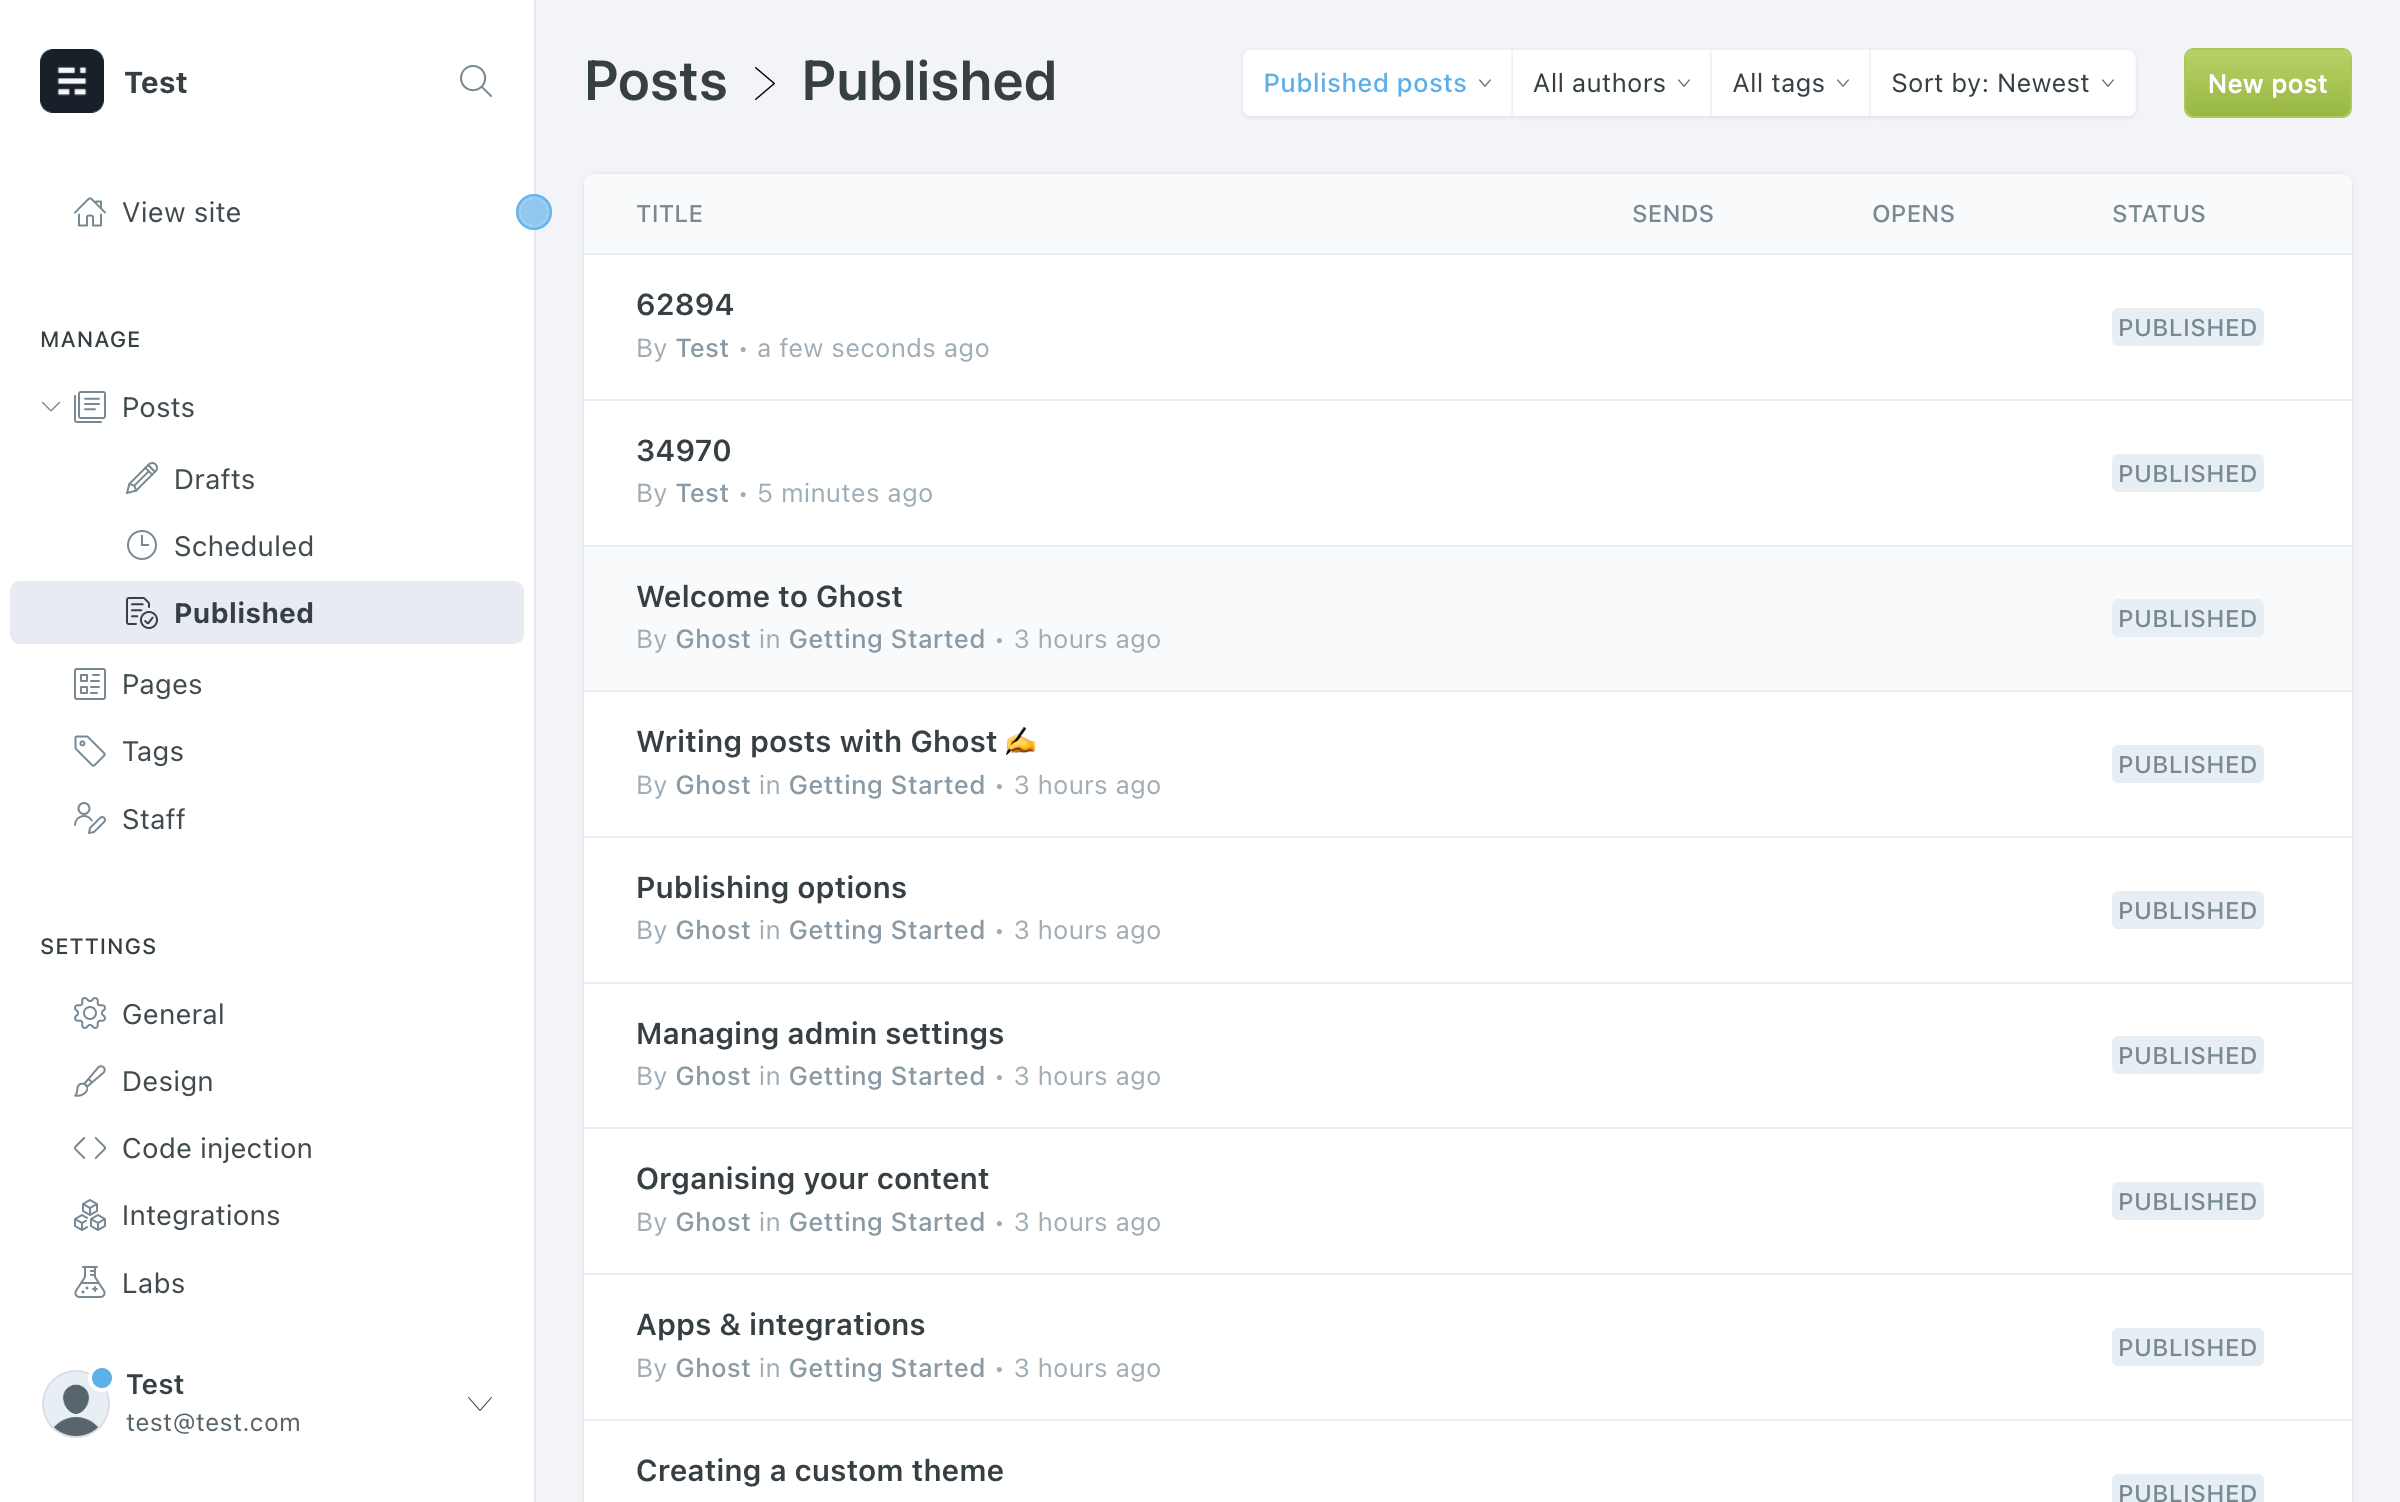 Test
View site
MANAGE
Posts
Drafts
Scheduled
Published
Pages
Tags
Staff
SETTINGS
General
Design
Code injection
Integrations
Labs
Test
test@test.com
Posts > Published
Published posts
All authors
All tags
Sort by: Newest
New post
TITLE SENDS OPENS STATUS
62894
By Test • a few seconds ago
PUBLISHED
34970
By Test • 5 minutes ago
PUBLISHED
Welcome to Ghost
By Ghost in Getting Started • 3 hours ago
PUBLISHED
Writing posts with Ghost ✍️
By Ghost in Getting Started • 3 hours ago
PUBLISHED
Publishing options
By Ghost in Getting Started • 3 hours ago
PUBLISHED
Managing admin settings
By Ghost in Getting Started • 3 hours ago
PUBLISHED
Organising your content
By Ghost in Getting Started • 3 hours ago
PUBLISHED
Apps & integrations
By Ghost in Getting Started • 3 hours ago
PUBLISHED
Creating a custom theme
PUBLISHED